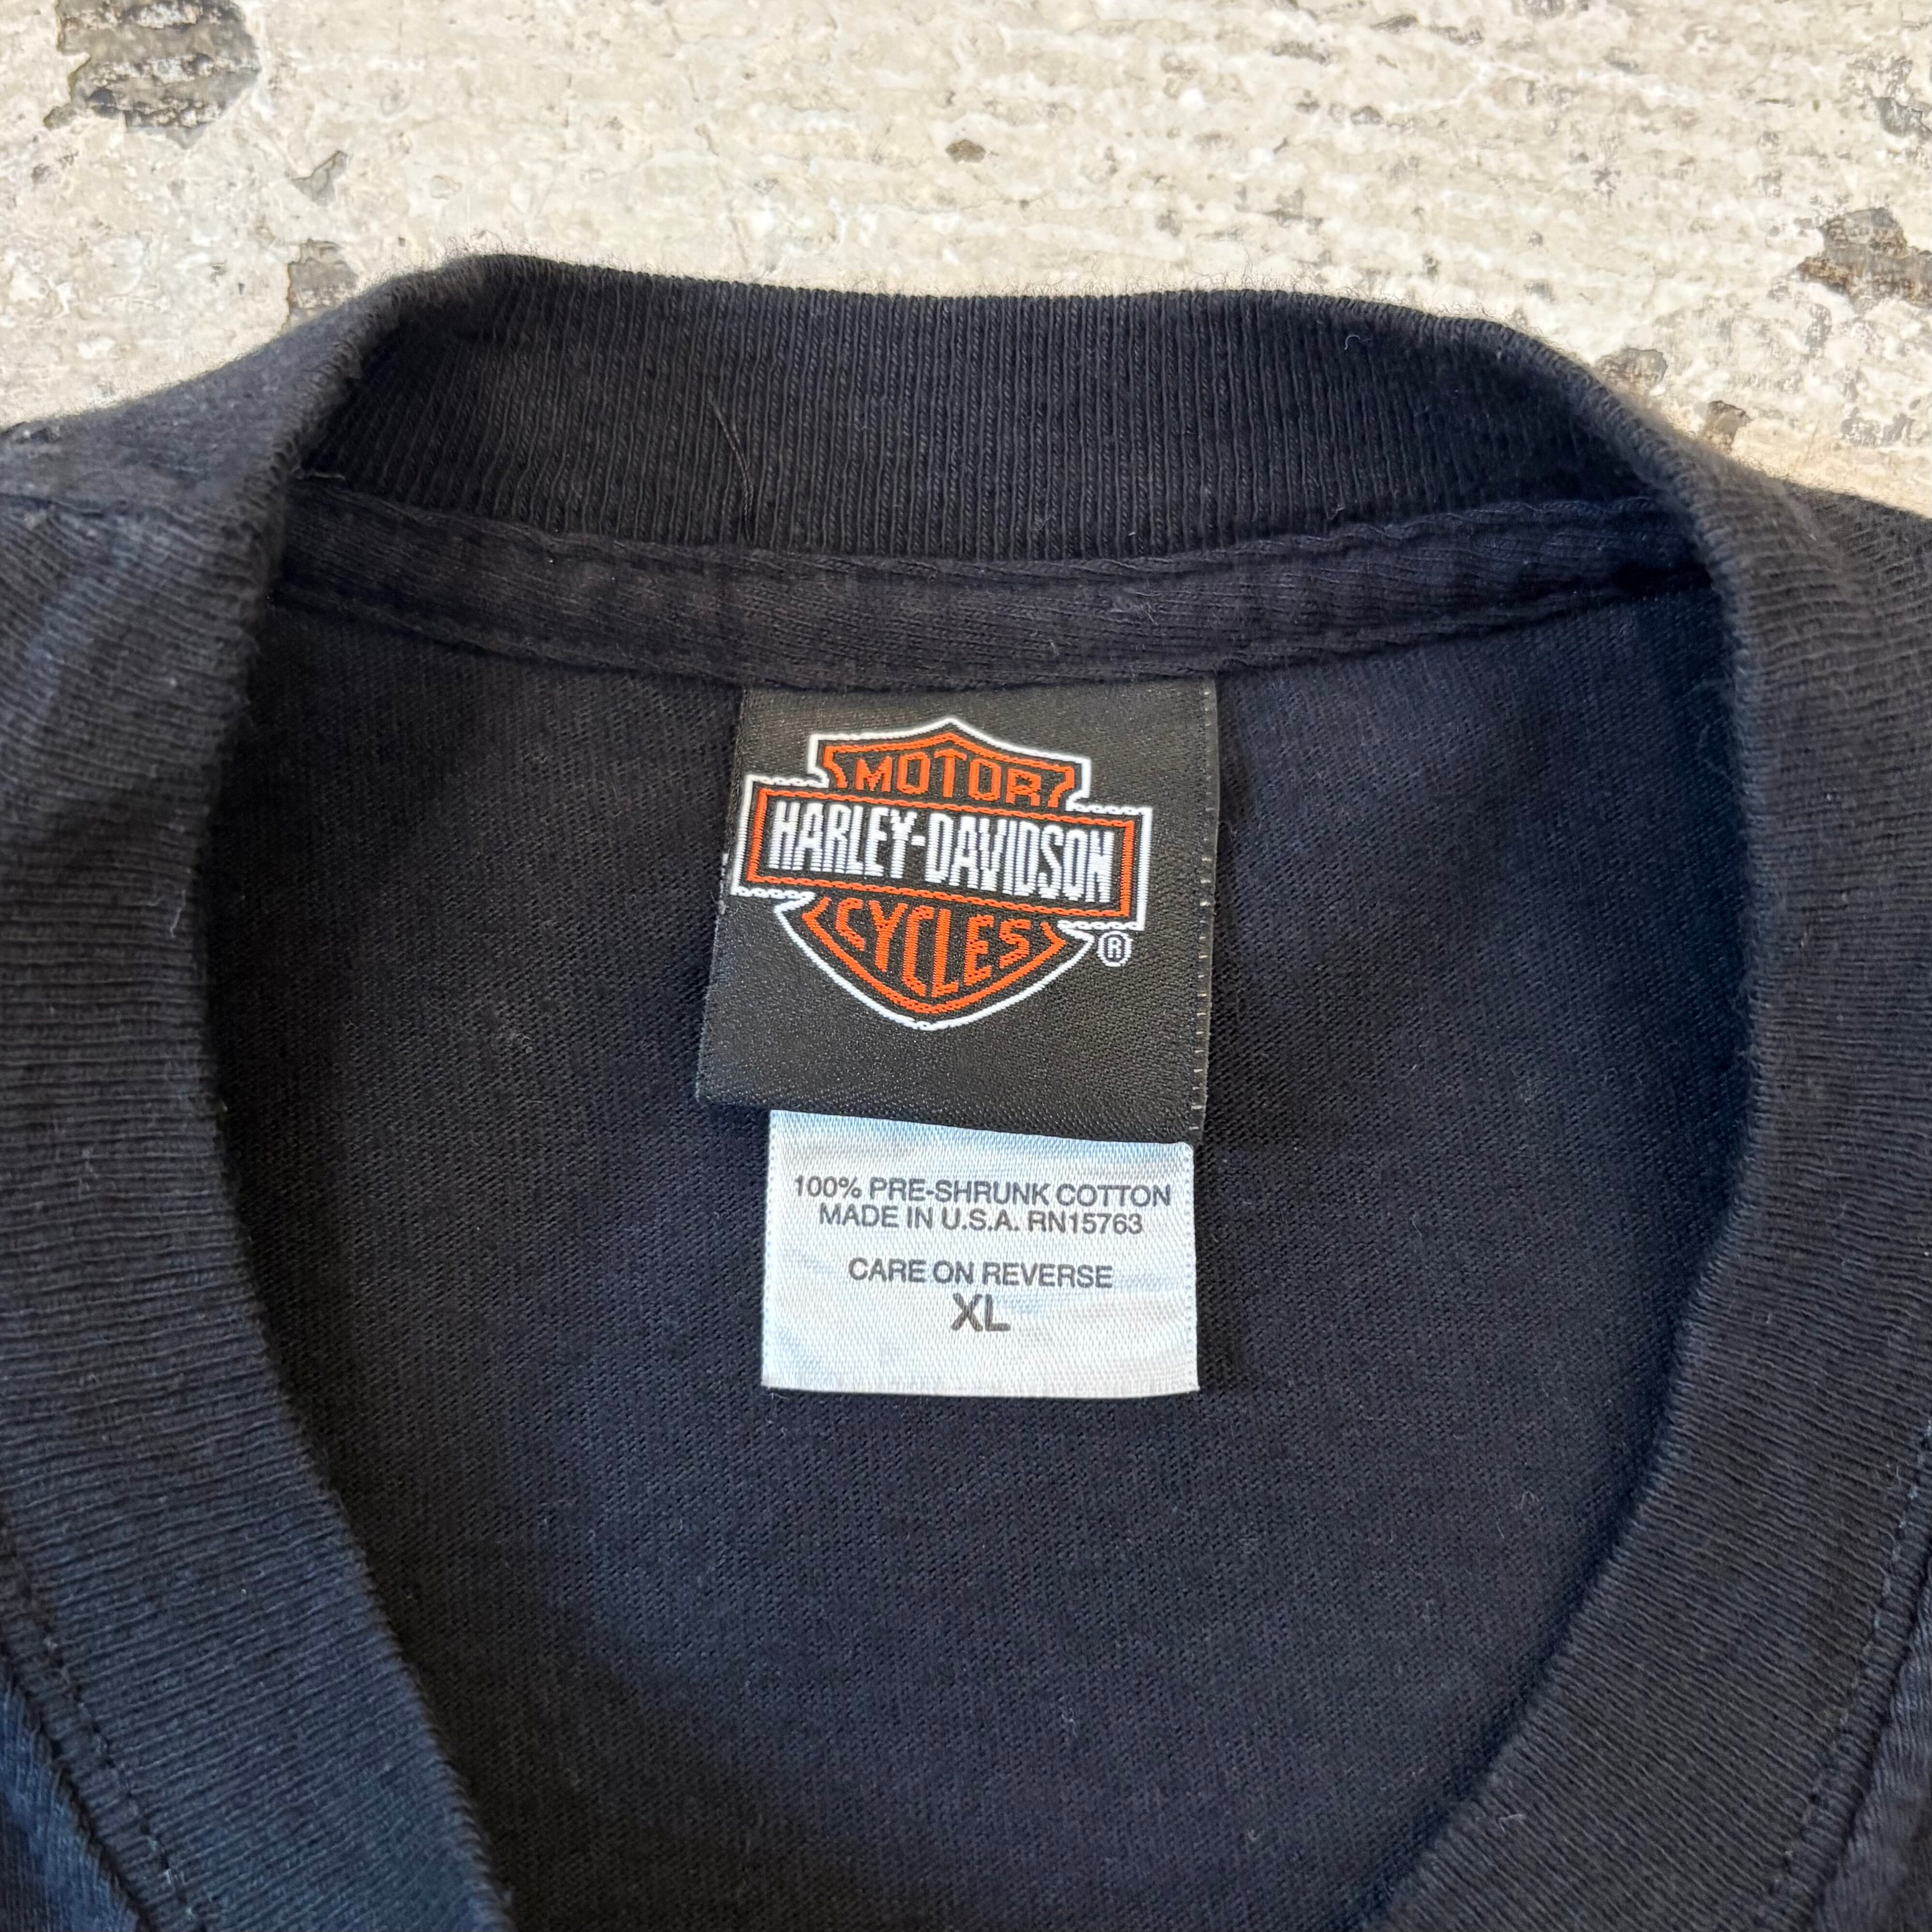 MOTOR
HARLEY-DAVIDSON
CYCLES
®
100% PRE-SHRUNK COTTON
MADE IN U.S.A. RN15763
CARE ON REVERSE
XL